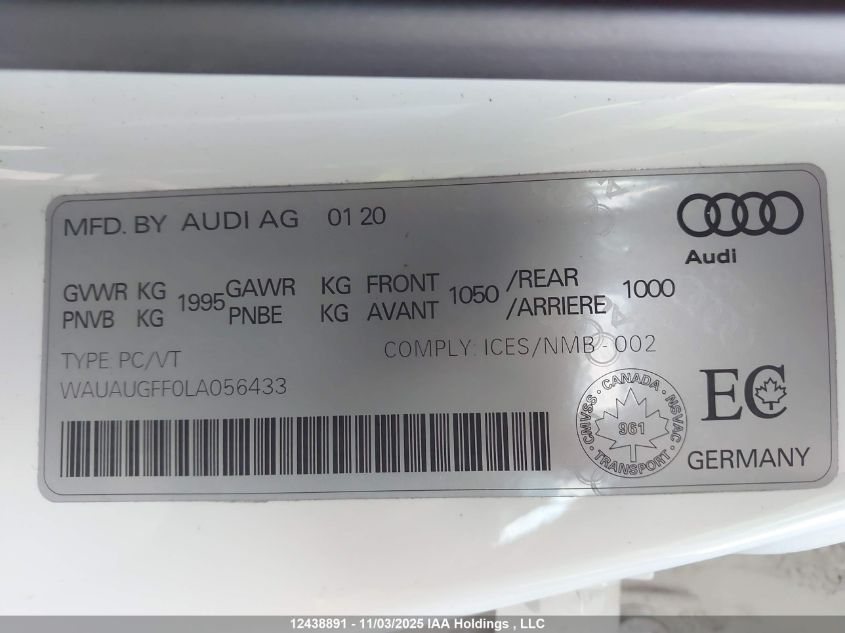 MFD. BY AUDI AG 01 20
Audi
GVWR KG 1995 GAWR KG FRONT 1050 /REAR 1000
PNVB KG PNBE KG AVANT /ARRIERE
TYPE: PC/VT
COMPLY: ICES/NMB - 002
WAUAUGFF0LA056433
CANADA
CMVSS NSVAC
961
TRANSPORT
EC
GERMANY
12438891 - 11/03/2025 IAA Holdings , LLC